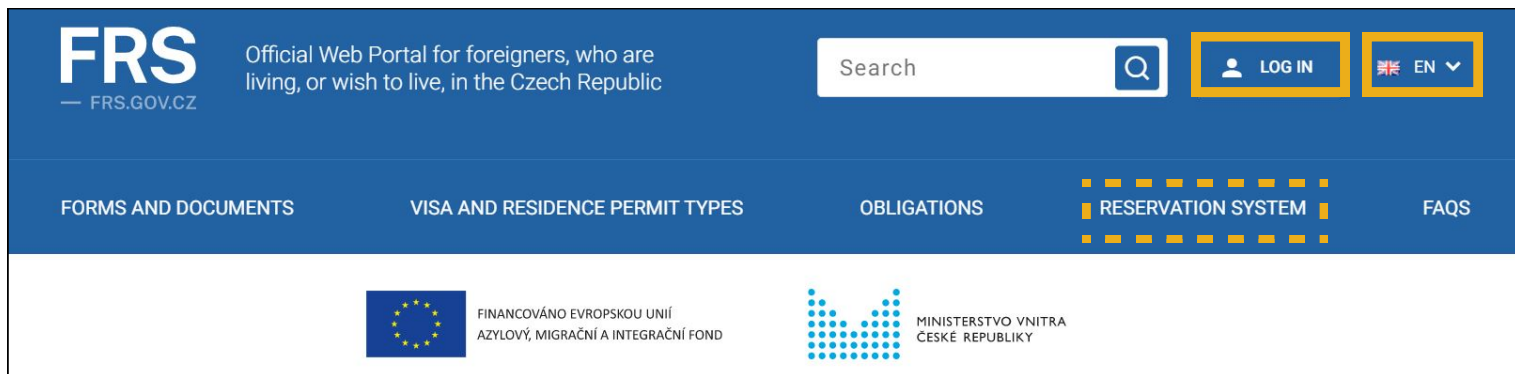 FRS
— FRS.GOV.CZ
Official Web Portal for foreigners, who are
living, or wish to live, in the Czech Republic
Search
LOG IN
EN
FORMS AND DOCUMENTS
VISA AND RESIDENCE PERMIT TYPES
OBLIGATIONS
RESERVATION SYSTEM
FAQS
FINANCOVÁNO EVROPSKOU UNIÍ
AZYLOVÝ, MIGRAČNÍ A INTEGRAČNÍ FOND
MINISTERSTVO VNITRA
ČESKÉ REPUBLIKY